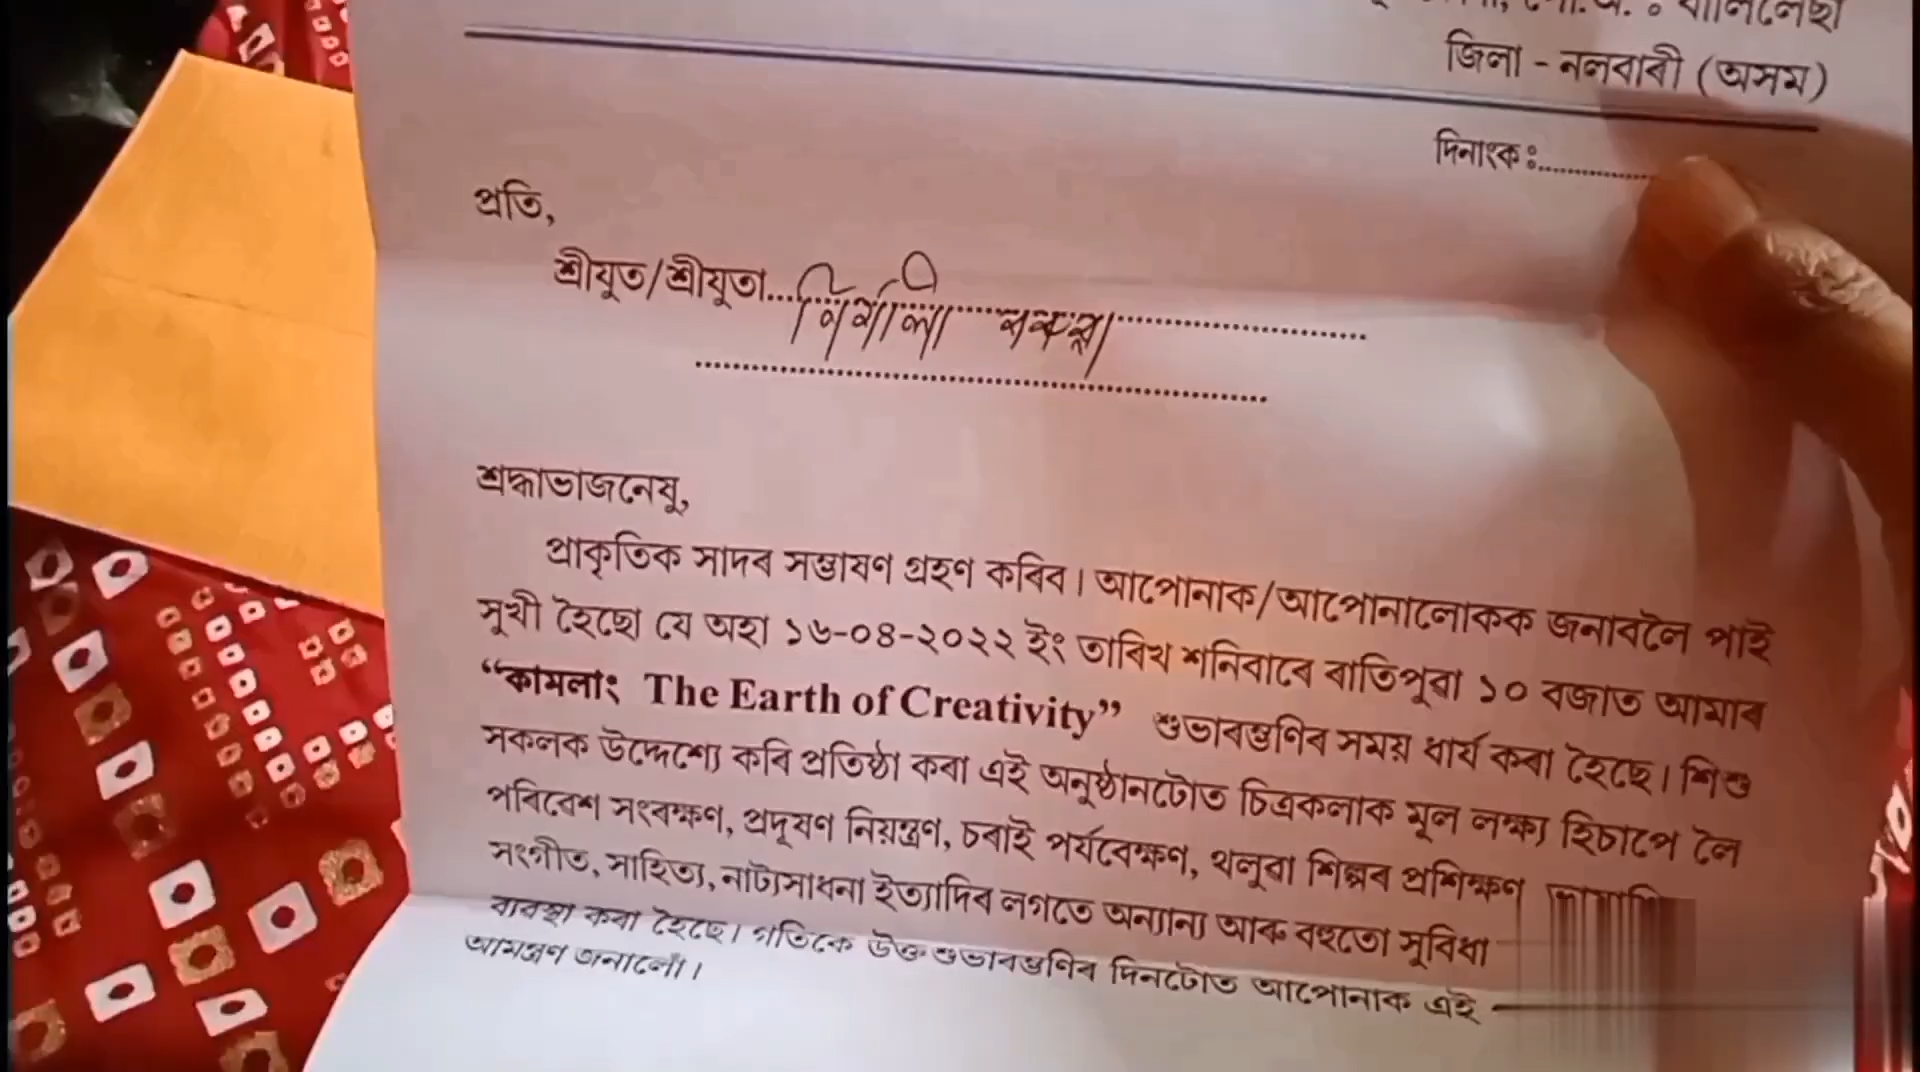 পো.অ. ঃ বালিলেছা
জিলা - নলবাৰী (অসম)
দিনাংক ঃ
প্ৰতি,
শ্ৰীযুত/শ্ৰীযুতা
শ্ৰদ্ধাভাজনেষু,
প্ৰাকৃতিক সাদৰ সম্ভাষণ গ্ৰহণ কৰিব। আপোনাক/আপোনালোকক জনাবলৈ পাই
সুখী হৈছো যে অহা ১৬-০৪-২০২২ ইং তাৰিখ শনিবাৰে ৰাতিপুৱা ১০ বজাত আমাৰ
“কামলাং The Earth of Creativity” শুভাৰম্ভণিৰ সময় ধাৰ্য কৰা হৈছে। শিশু
সকলক উদ্দেশ্যে কৰি প্ৰতিষ্ঠা কৰা এই অনুষ্ঠানটোত চিত্ৰকলাক মূল লক্ষ্য হিচাপে লৈ
পৰিৱেশ সংৰক্ষণ, প্ৰদূষণ নিয়ন্ত্ৰণ, চৰাই পৰ্যবেক্ষণ, থলুৱা শিল্পৰ প্ৰশিক্ষণ
সংগীত, সাহিত্য, নাট্যসাধনা ইত্যাদিৰ লগতে অন্যান্য আৰু বহুতো সুবিধা
ব্যৱস্থা কৰা হৈছে। গতিকে উক্ত শুভাৰম্ভণিৰ দিনটোত আপোনাক এই
আমন্ত্ৰণ জনালোঁ।